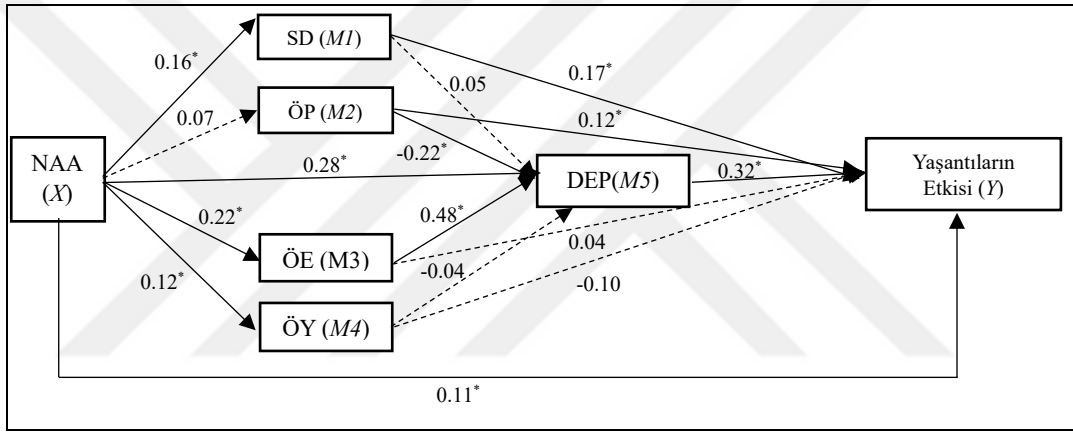 SD (M1)
0.16*
0.17*
0.05
0.07
ÖP (M2)
0.12*
-0.22*
NAA
(X)
0.28*
DEP(M5)
0.32*
Yaşantıların
Etkisi (Y)
0.22*
0.48*
ÖE (M3)
0.04
-0.04
0.12*
-0.10
ÖY (M4)
0.11*